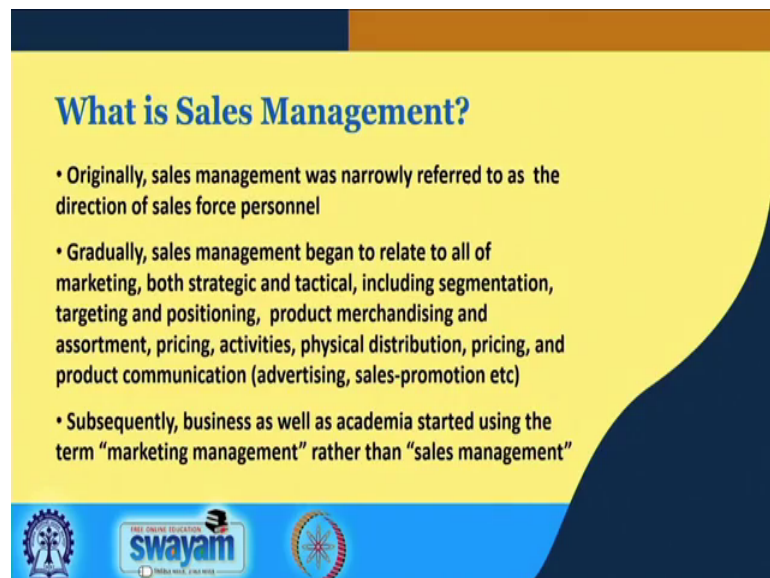 What is Sales Management?
• Originally, sales management was narrowly referred to as the
direction of sales force personnel
• Gradually, sales management began to relate to all of
marketing, both strategic and tactical, including segmentation,
targeting and positioning, product merchandising and
assortment, pricing, activities, physical distribution, pricing, and
product communication (advertising, sales-promotion etc)
• Subsequently, business as well as academia started using the
term “marketing management” rather than “sales management”
FREE ONLINE EDUCATION
swayam